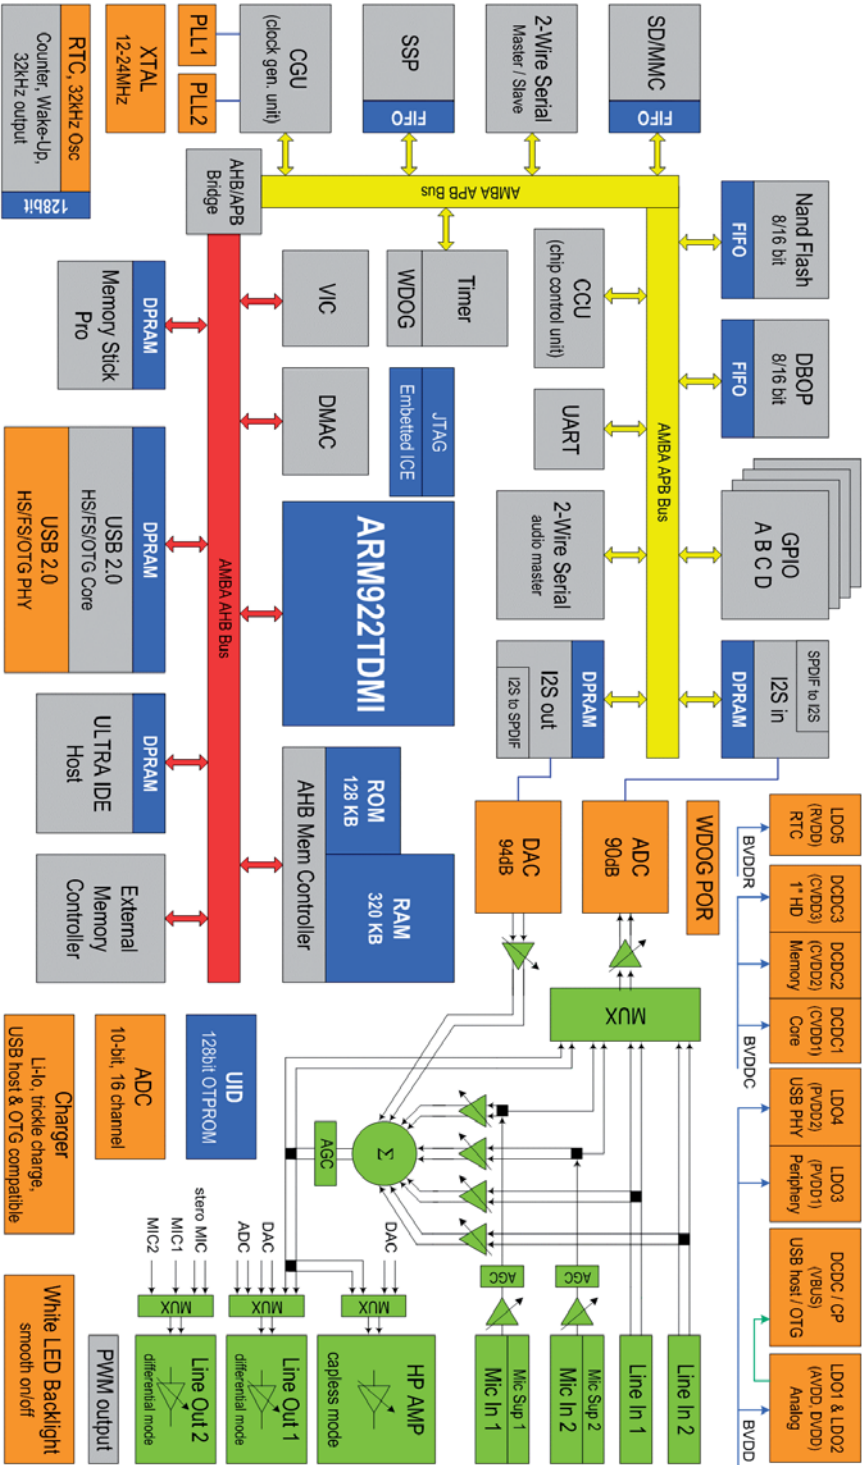 LDO5
(RVDD)
RTC
BVDDR
DCDC3
(CVDD3)
1" HD
DCDC2
(CVDD2)
Memory
DCDC1
(CVDD1)
Core
BVDDC
LDO4
(PVDD2)
USB PHY
LDO3
(PVDD1)
Periphery
DCDC / CP
(VBUS)
USB host / OTG
LDO1 & LDO2
(AVDD, DVDD)
Analog
BVDD
Nand Flash
8/16 bit
FIFO
DBOP
8/16 bit
FIFO
GPIO
A B C D
SPDIF to I2S
I2S in
DPRAM
WDOG POR
SD/MMC
FIFO
2-Wire Serial
Master / Slave
SSP
FIFO
CGU
(clock gen. unit)
PLL1
PLL2
XTAL
12-24MHz
RTC, 32kHz Osc
Counter, Wake-Up,
32kHz output
128bit
AMBA APB Bus
AMBA APB Bus
AHB/APB
Bridge
CCU
(chip control unit)
UART
2-Wire Serial
audio master
DPRAM
I2S out
I2S to SPDIF
Timer
WDOG
JTAG
Embetted ICE
VIC
DMAC
ARM922TDMI
ROM
128 KB
RAM
320 KB
AHB Mem Controller
AMBA AHB Bus
DPRAM
Memory Stick
Pro
DPRAM
USB 2.0
HS/FS/OTG Core
USB 2.0
HS/FS/OTG PHY
DPRAM
ULTRA IDE
Host
External
Memory
Controller
ADC
90dB
DAC
94dB
MUX
Σ
AGC
AGC
AGC
Line In 2
Line In 1
Mic Sup 2
Mic In 2
Mic Sup 1
Mic In 1
DAC
MUX
HP AMP
capless mode
DAC
ADC
MUX
Line Out 1
differential mode
stero MIC
MIC1
MIC2
MUX
Line Out 2
differential mode
UID
128bit OTPROM
ADC
10-bit, 16 channel
Charger
Li-Io, trickle charge,
USB host & OTG compatible
PWM output
White LED Backlight
smooth on/off